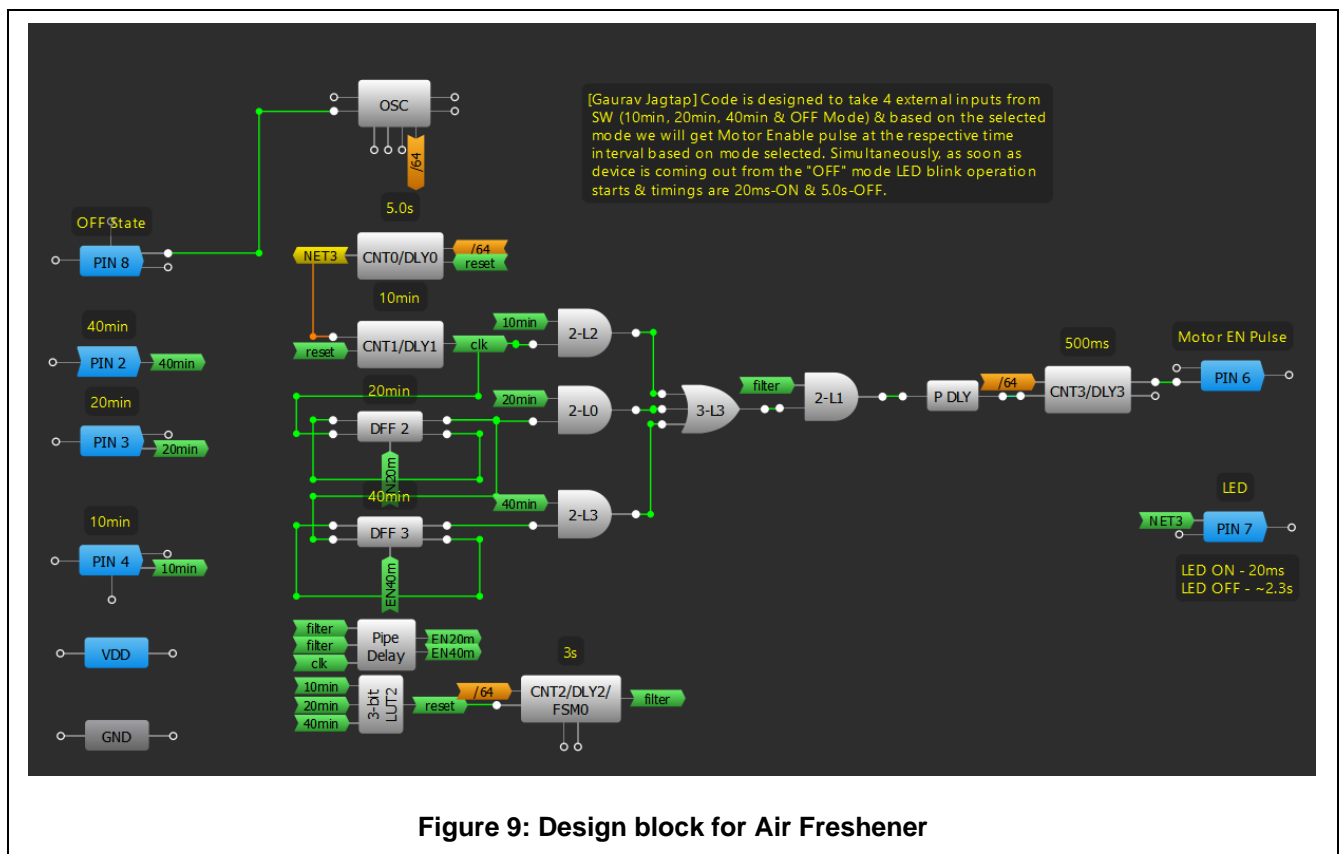 OSC
/64
[Gaurav Jagtap] Code is designed to take 4 external inputs from
SW (10min, 20min, 40min & OFF Mode) & based on the selected
mode we will get Motor Enable pulse at the respective time
interval based on mode selected. Simultaneously, as soon as
device is coming out from the "OFF" mode LED blink operation
starts & timings are 20ms-ON & 5.0s-OFF.
OFF State
PIN 8
5.0s
NET3
CNT0/DLY0
/64
reset
10min
reset
CNT1/DLY1
clk
10min
2-L2
40min
PIN 2
40min
20min
PIN 3
20min
20min
DFF 2
EN20m
20min
2-L0
3-L3
filter
2-L1
P DLY
/64
500ms
CNT3/DLY3
Motor EN Pulse
PIN 6
40min
DFF 3
EN40m
40min
2-L3
10min
PIN 4
10min
LED
NET3
PIN 7
LED ON - 20ms
LED OFF - ~2.3s
VDD
GND
filter
filter
clk
Pipe
Delay
EN20m
EN40m
10min
20min
40min
3-bit
LUT2
reset
/64
3s
CNT2/DLY2/
FSM0
filter
Figure 9: Design block for Air Freshener